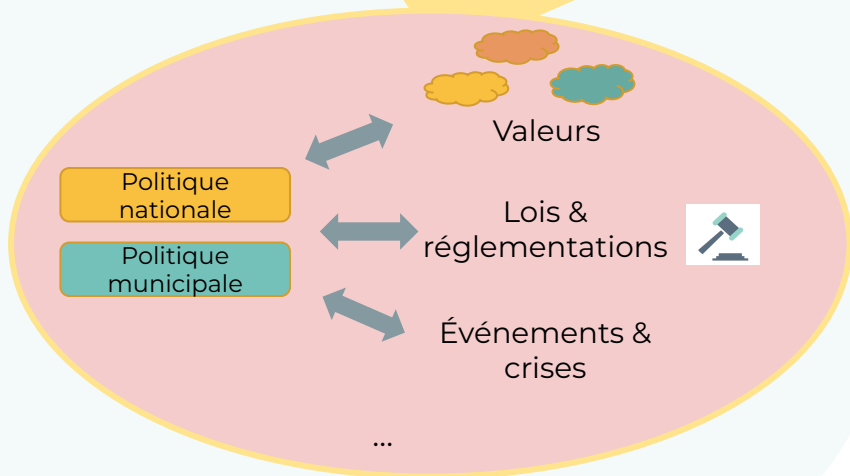 Valeurs
Politique
nationale
Lois &
réglementations
Politique
municipale
Événements &
crises
...